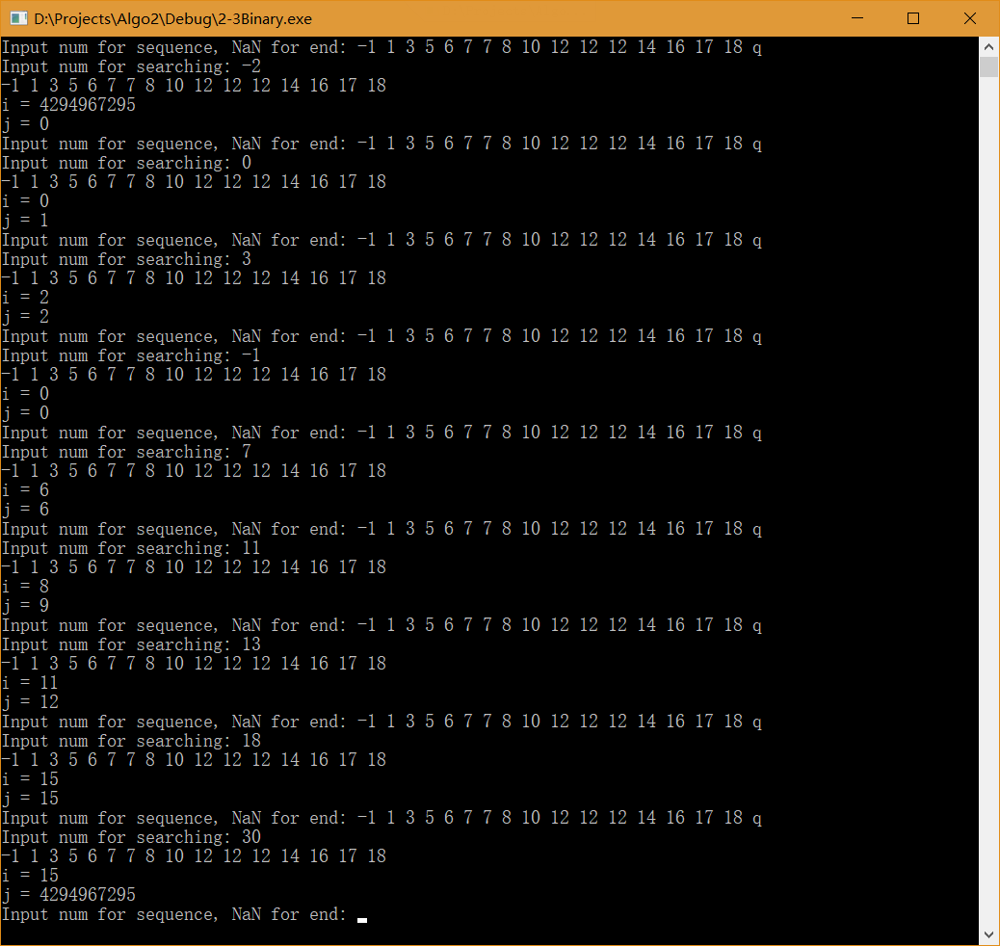 D:\Projects\Algo2\Debug\2-3Binary.exe
Input num for sequence, NaN for end: -1 1 3 5 6 7 7 8 10 12 12 12 14 16 17 18 q
Input num for searching: -2
-1 1 3 5 6 7 7 8 10 12 12 12 14 16 17 18
i = 4294967295
j = 0
Input num for sequence, NaN for end: -1 1 3 5 6 7 7 8 10 12 12 12 14 16 17 18 q
Input num for searching: 0
-1 1 3 5 6 7 7 8 10 12 12 12 14 16 17 18
i = 0
j = 1
Input num for sequence, NaN for end: -1 1 3 5 6 7 7 8 10 12 12 12 14 16 17 18 q
Input num for searching: 3
-1 1 3 5 6 7 7 8 10 12 12 12 14 16 17 18
i = 2
j = 2
Input num for sequence, NaN for end: -1 1 3 5 6 7 7 8 10 12 12 12 14 16 17 18 q
Input num for searching: -1
-1 1 3 5 6 7 7 8 10 12 12 12 14 16 17 18
i = 0
j = 0
Input num for sequence, NaN for end: -1 1 3 5 6 7 7 8 10 12 12 12 14 16 17 18 q
Input num for searching: 7
-1 1 3 5 6 7 7 8 10 12 12 12 14 16 17 18
i = 6
j = 6
Input num for sequence, NaN for end: -1 1 3 5 6 7 7 8 10 12 12 12 14 16 17 18 q
Input num for searching: 11
-1 1 3 5 6 7 7 8 10 12 12 12 14 16 17 18
i = 8
j = 9
Input num for sequence, NaN for end: -1 1 3 5 6 7 7 8 10 12 12 12 14 16 17 18 q
Input num for searching: 13
-1 1 3 5 6 7 7 8 10 12 12 12 14 16 17 18
i = 11
j = 12
Input num for sequence, NaN for end: -1 1 3 5 6 7 7 8 10 12 12 12 14 16 17 18 q
Input num for searching: 18
-1 1 3 5 6 7 7 8 10 12 12 12 14 16 17 18
i = 15
j = 15
Input num for sequence, NaN for end: -1 1 3 5 6 7 7 8 10 12 12 12 14 16 17 18 q
Input num for searching: 30
-1 1 3 5 6 7 7 8 10 12 12 12 14 16 17 18
i = 15
j = 4294967295
Input num for sequence, NaN for end: